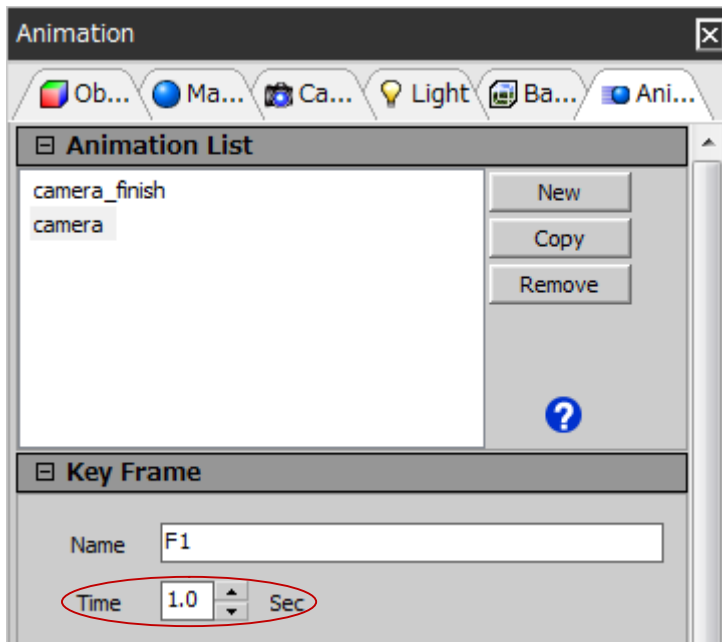 Animation
Ob... Ma... Ca... Light Ba... Ani...
Animation List
camera_finish
camera
New
Copy
Remove
Key Frame
Name F1
Time 1.0 Sec